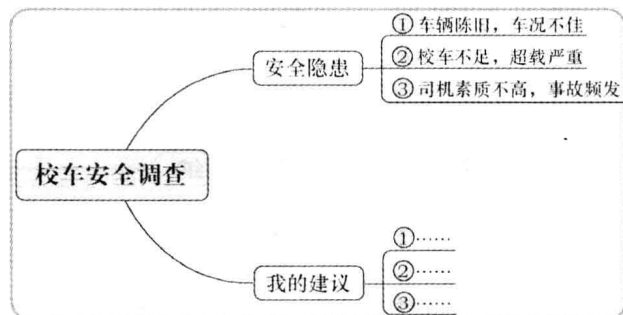 ①车辆陈旧，车况不佳
安全隐患
②校车不足，超载严重
③司机素质不高，事故频发
校车安全调查
①……
我的建议
②……
③……